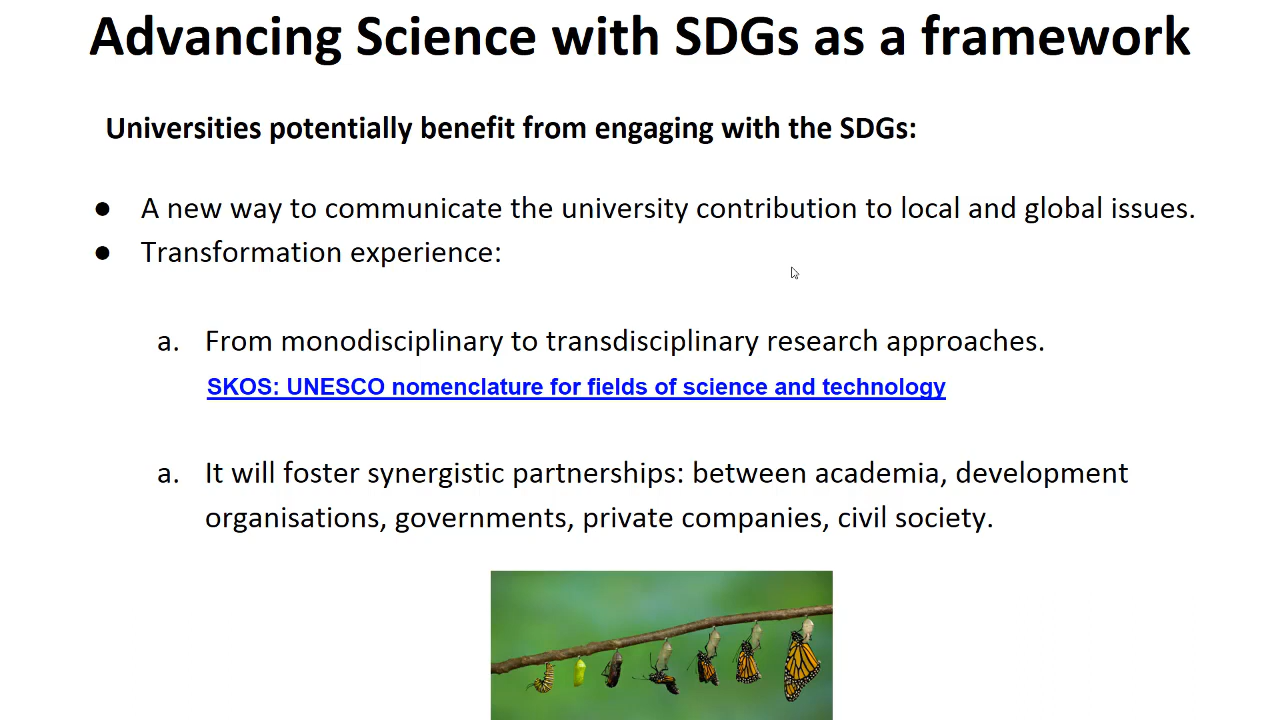 Advancing Science with SDGs as a framework
Universities potentially benefit from engaging with the SDGs:
● A new way to communicate the university contribution to local and global issues.
● Transformation experience:
a. From monodisciplinary to transdisciplinary research approaches.
SKOS: UNESCO nomenclature for fields of science and technology
a. It will foster synergistic partnerships: between academia, development
organisations, governments, private companies, civil society.